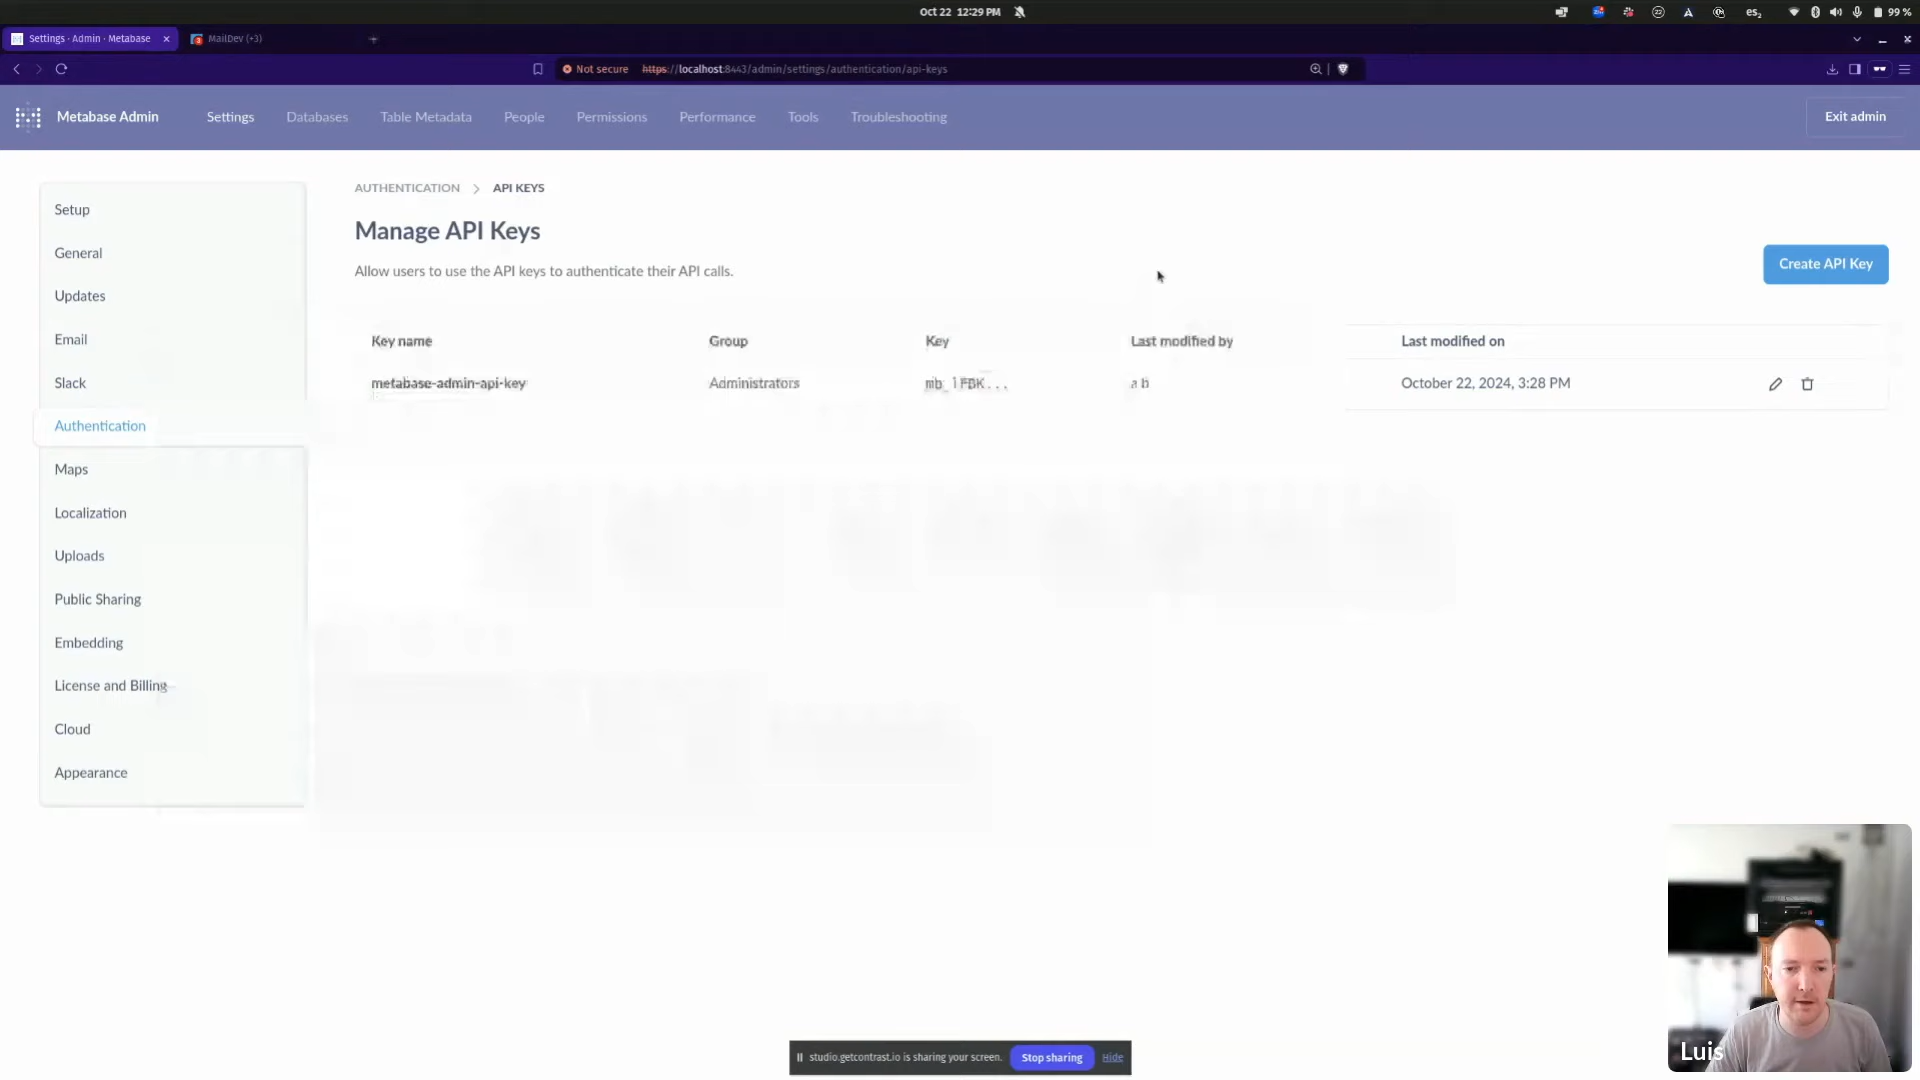 Oct 22 12:29 PM
es₂
99 %
Settings · Admin · Metabase
MailDev (+3)
Not secure https://localhost:8443/admin/settings/authentication/api-keys
Metabase Admin
Settings
Databases
Table Metadata
People
Permissions
Performance
Tools
Troubleshooting
Exit admin
Setup
General
Updates
Email
Slack
Authentication
Maps
Localization
Uploads
Public Sharing
Embedding
License and Billing
Cloud
Appearance
AUTHENTICATION > API KEYS
Manage API Keys
Allow users to use the API keys to authenticate their API calls.
Create API Key
Key name Group Key Last modified by Last modified on
metabase-admin-api-key Administrators a b October 22, 2024, 3:28 PM
studio.getcontrast.io is sharing your screen. Stop sharing Hide
Luis